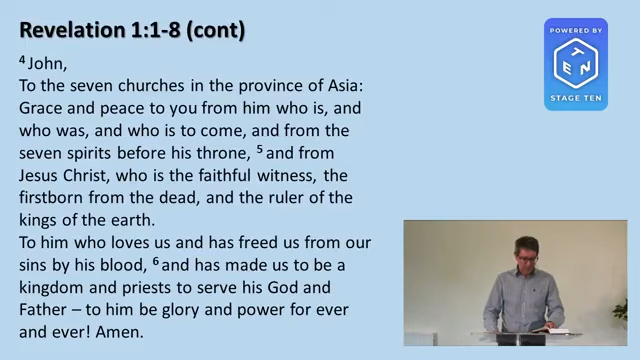 Revelation 1:1-8 (cont)
4 John,
To the seven churches in the province of Asia:
Grace and peace to you from him who is, and
who was, and who is to come, and from the
seven spirits before his throne, 5 and from
Jesus Christ, who is the faithful witness, the
firstborn from the dead, and the ruler of the
kings of the earth.
To him who loves us and has freed us from our
sins by his blood, 6 and has made us to be a
kingdom and priests to serve his God and
Father – to him be glory and power for ever
and ever! Amen.
POWERED BY
TEN
STAGE TEN